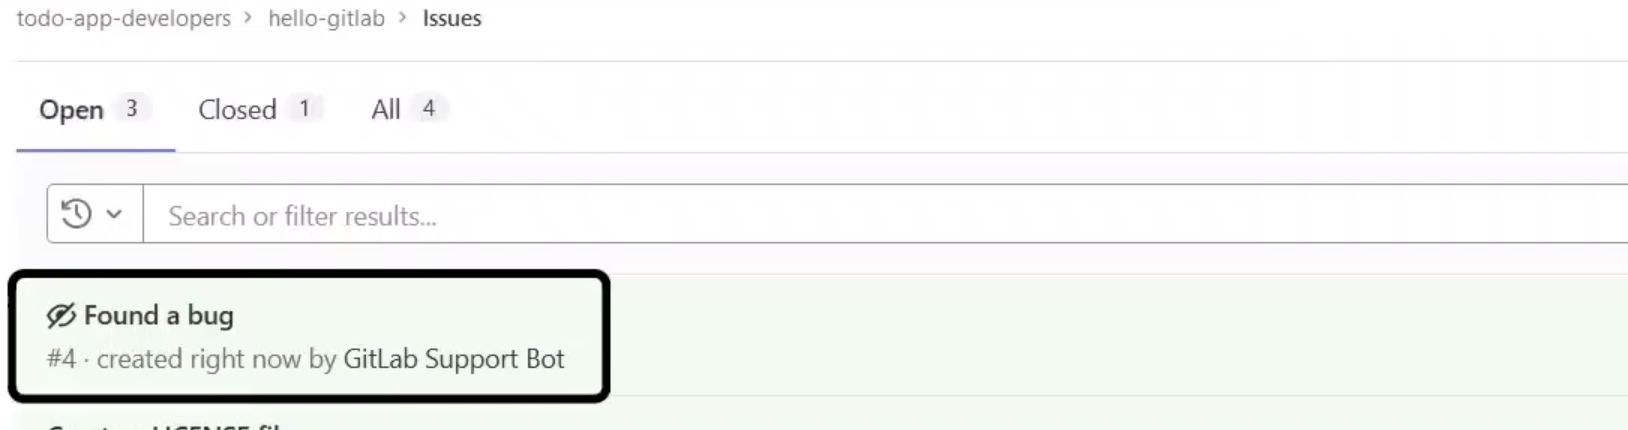 todo-app-developers > hello-gitlab > Issues
Open 3 Closed 1 All 4
Search or filter results...
Found a bug
#4 · created right now by GitLab Support Bot